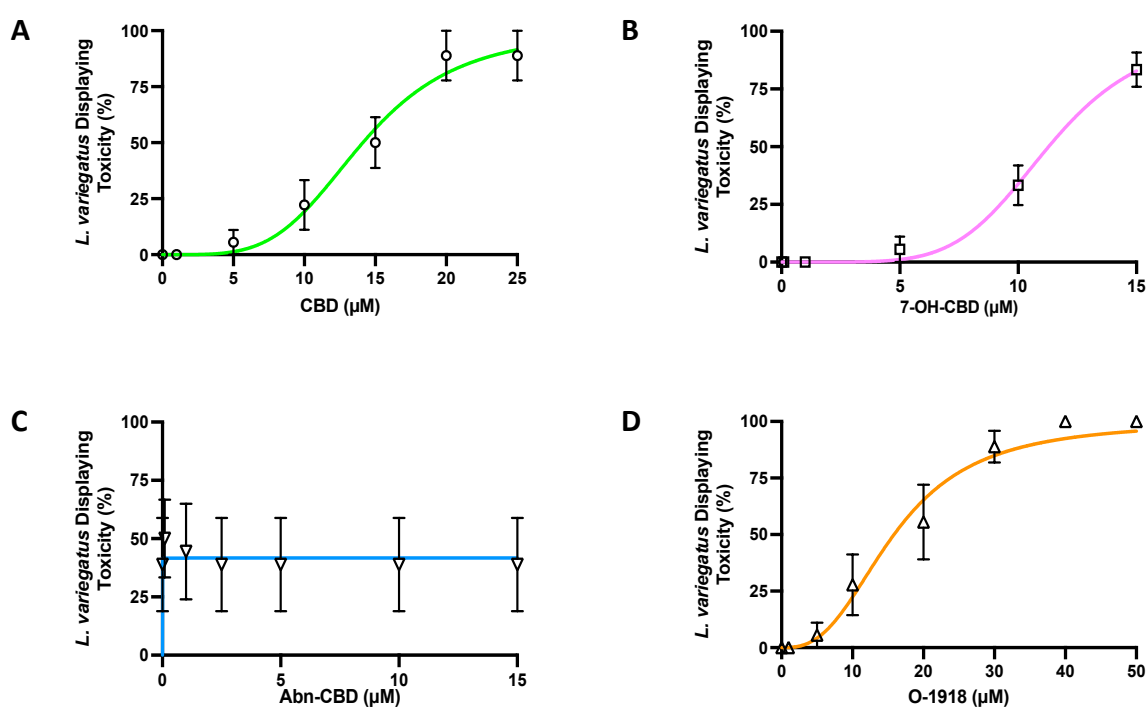 A
L. variegatus Displaying
Toxicity (%)
100
75
50
25
0
0 5 10 15 20 25
CBD (µM)
B
L. variegatus Displaying
Toxicity (%)
100
75
50
25
0
0 5 10 15
7-OH-CBD (µM)
C
L. variegatus Displaying
Toxicity (%)
100
75
50
25
0
0 5 10 15
Abn-CBD (µM)
D
L. variegatus Displaying
Toxicity (%)
100
75
50
25
0
0 10 20 30 40 50
O-1918 (µM)